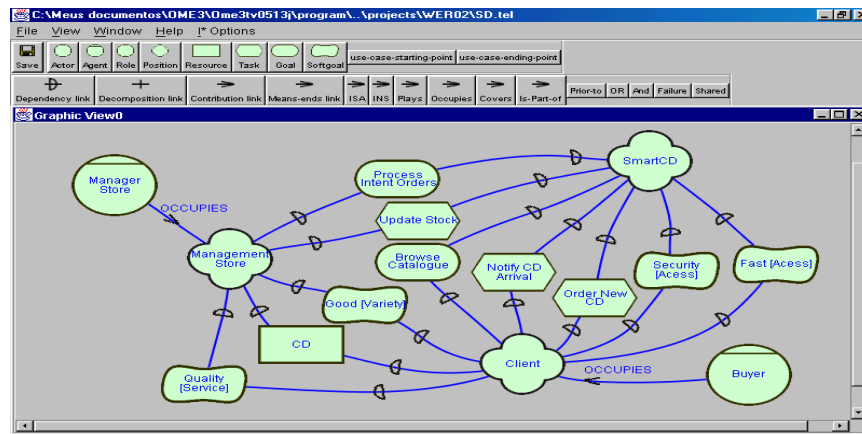 C:\Meus documentos\OME3\Ome3tv0513j\program\..\projects\WER02\SD.tel
File View Window Help I* Options
Save Actor Agent Role Position Resource Task Goal Softgoal use-case-starting-point use-case-ending-point
Dependency link Decomposition link Contribution link Means-ends link ISA INS Plays Occupies Covers Is-Part-of Prior-to OR And Failure Shared
Graphic View0
Manager
Store
OCCUPIES
Process
Intent Orders
SmartCD
Update Stock
Management
Store
Browse
Catalogue
Notify CD
Arrival
Security
[Acess]
Fast [Acess]
Good [Variety]
Order New
CD
CD
Client
OCCUPIES
Buyer
Quality
[Service]